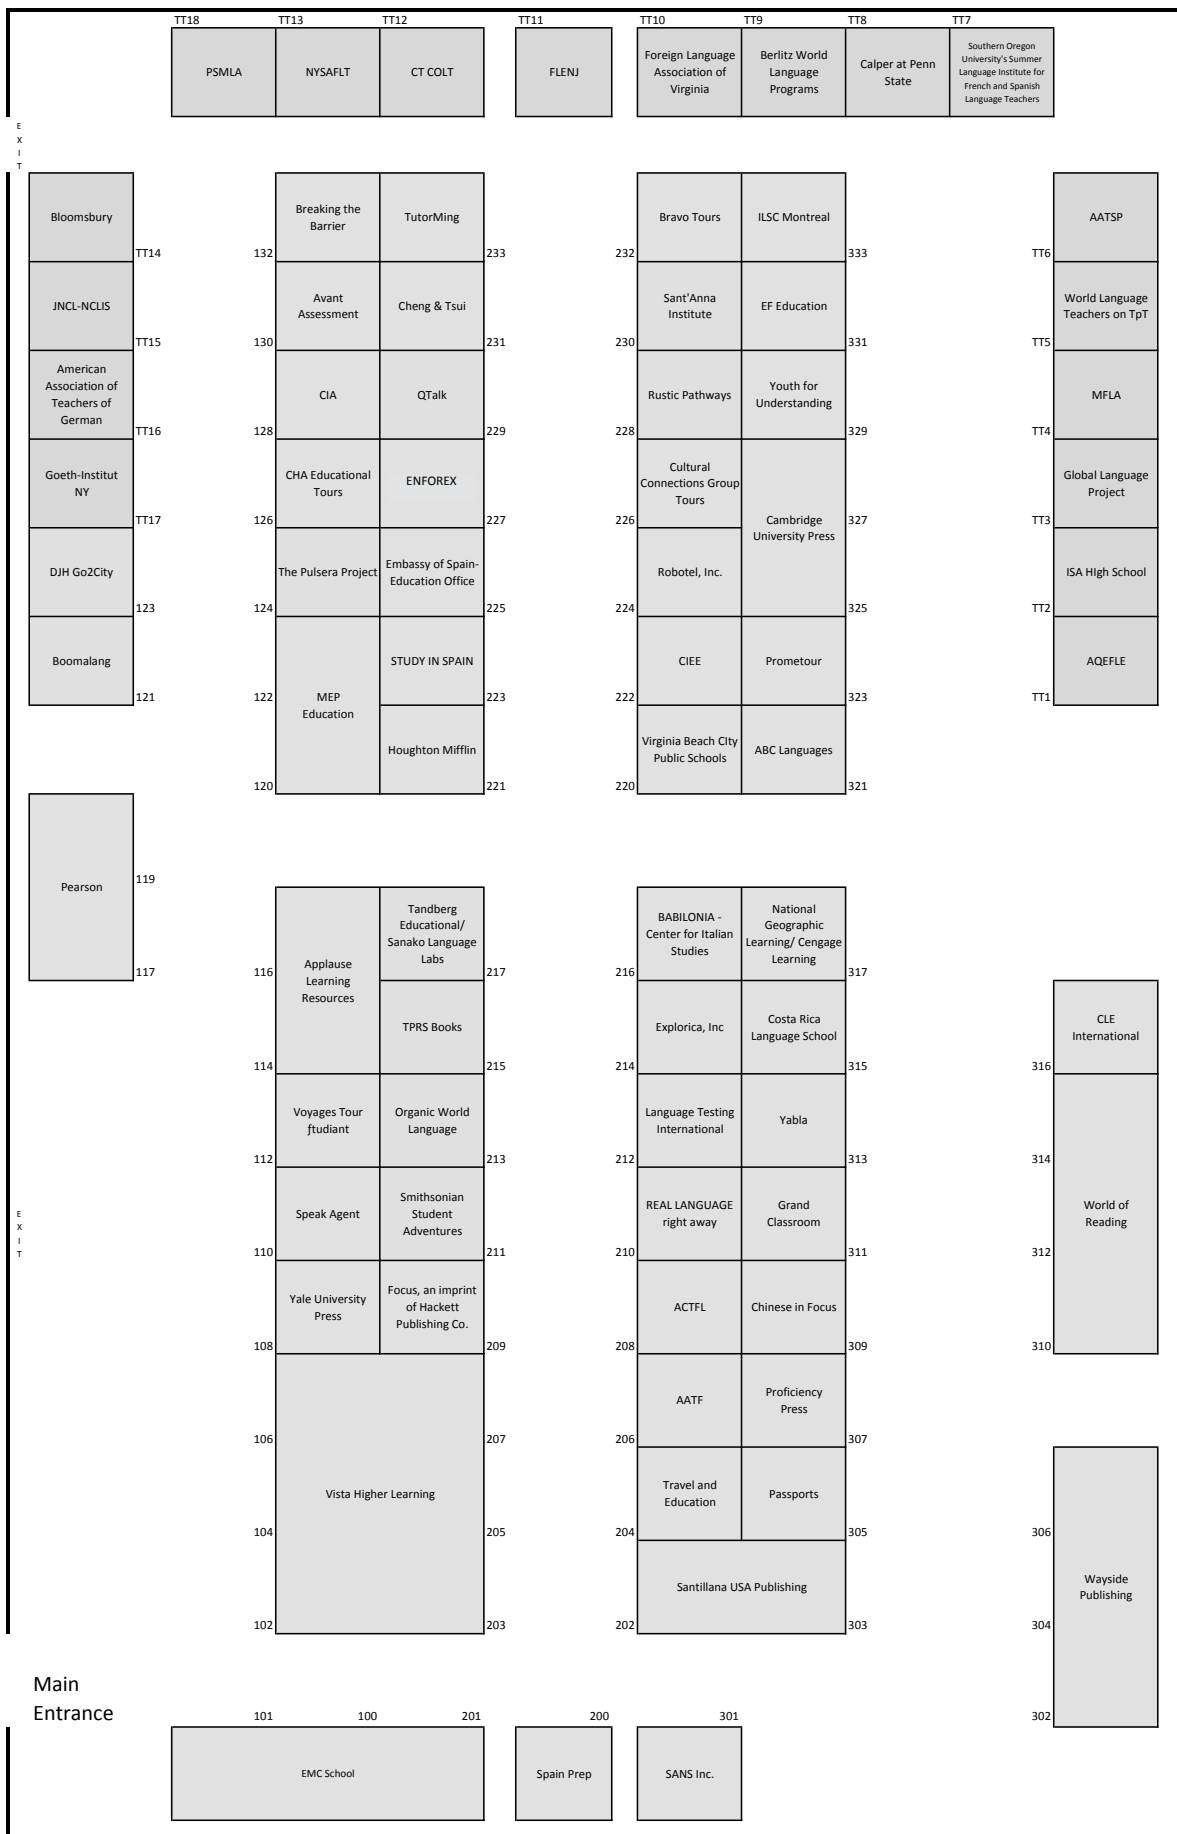 TT18 TT13 TT12 TT11 TT10 TT9 TT8 TT7
PSMLA
NYSAFLT
CT COLT
FLENJ
Foreign Language
Association of
Virginia
Berlitz World
Language
Programs
Calper at Penn
State
Southern Oregon
University's Summer
Language Institute for
French and Spanish
Language Teachers
E
X
I
T
Bloomsbury
Breaking the
Barrier
TutorMing
Bravo Tours
ILSC Montreal
AATSP
TT14 132 233 232 333 TT6
JNCL-NCLIS
Avant
Assessment
Cheng & Tsui
Sant'Anna
Institute
EF Education
World Language
Teachers on TpT
TT15 130 231 230 331 TT5
American
Association of
Teachers of
German
CIA
QTalk
Rustic Pathways
Youth for
Understanding
MFLA
TT16 128 229 228 329 TT4
Goeth-Institut
NY
CHA Educational
Tours
ENFOREX
Cultural
Connections Group
Tours
Cambridge
University Press
Global Language
Project
TT17 126 227 226 327 TT3
DJH Go2City
The Pulsera Project
Embassy of Spain-
Education Office
Robotel, Inc.
ISA HIgh School
123 124 225 224 325 TT2
Boomalang
MEP
Education
STUDY IN SPAIN
CIEE
Prometour
AQEFLE
121 122 223 222 323 TT1
Houghton Mifflin
Virginia Beach CIty
Public Schools
ABC Languages
120 221 220 321
Pearson
119
117
Applause
Learning
Resources
Tandberg
Educational/
Sanako Language
Labs
BABILONIA -
Center for Italian
Studies
National
Geographic
Learning/ Cengage
Learning
116 217 216 317
TPRS Books
Explorica, Inc
Costa Rica
Language School
CLE
International
114 215 214 315 316
Voyages Tour
ƒtudiant
Organic World
Language
Language Testing
International
Yabla
112 213 212 313 314
E
X
I
T
Speak Agent
Smithsonian
Student
Adventures
REAL LANGUAGE
right away
Grand
Classroom
World of
Reading
110 211 210 311 312
Yale University
Press
Focus, an imprint
of Hackett
Publishing Co.
ACTFL
Chinese in Focus
108 209 208 309 310
Vista Higher Learning
AATF
Proficiency
Press
106 207 206 307
Travel and
Education
Passports
104 205 204 305 306
Santillana USA Publishing
Wayside
Publishing
102 203 202 303 304
Main
Entrance
101 100 201 200 301 302
EMC School
Spain Prep
SANS Inc.